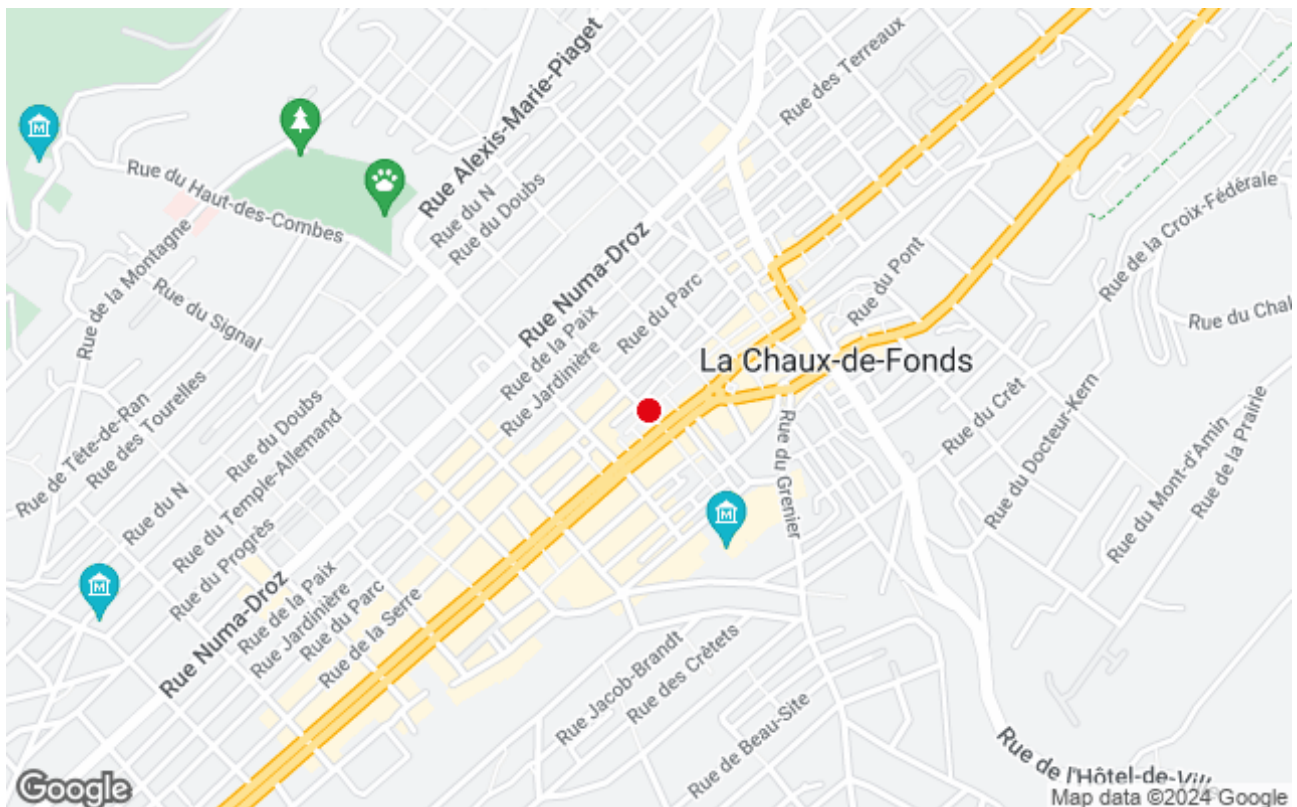 Rue des Terreaux
Rue Alexis-Marie-Piaget
Rue du Haut-des-Combes
Rue du N
Rue du Doubs
Rue de la Croix-Fédérale
Rue de la Montagne
Rue Numa-Droz
Rue du Pont
Rue du Parc
Rue du Signal
Rue de la Paix
Rue du Chal
Rue Jardinière
La Chaux-de-Fonds
Rue de Tête-de-Ran
Rue des Tourelles
Rue du Doubs
Rue du Temple-Allemand
Rue du Crêt
Rue du Docteur-Kern
Rue du Grenier
Rue du Mont-d'Amin
Rue de la Prairie
Rue du N
Rue du Progrès
M
M
M
Rue Numa-Droz
Rue de la Paix
Rue Jardinière
Rue du Parc
Rue de la Serre
Rue Jacob-Brandt
Rue des Crêtets
Rue de Beau-Site
Rue de l'Hôtel-de-Ville
Google
Map data ©2024 Google